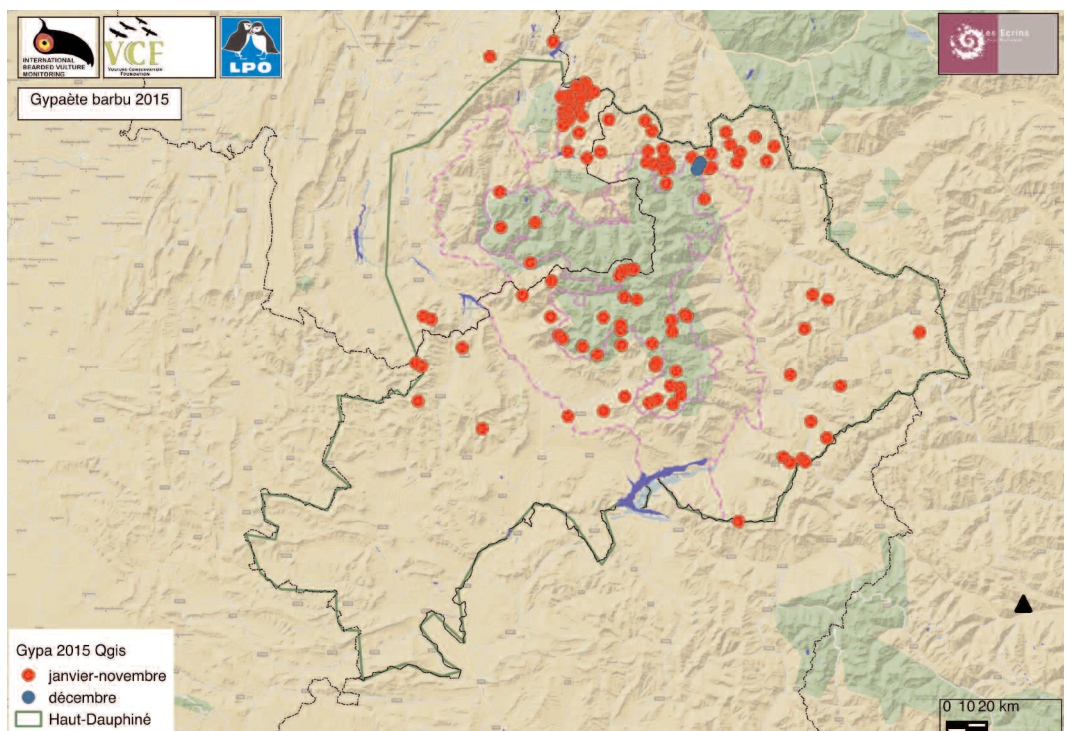 INTERNATIONAL
BEARDED VULTURE
MONITORING
VCF
VULTURE CONSERVATION
FOUNDATION
LPO
Les Ecrins
Gypaète barbu 2015
Gypa 2015 Qgis
janvier-novembre
décembre
Haut-Dauphiné
0 10 20 km